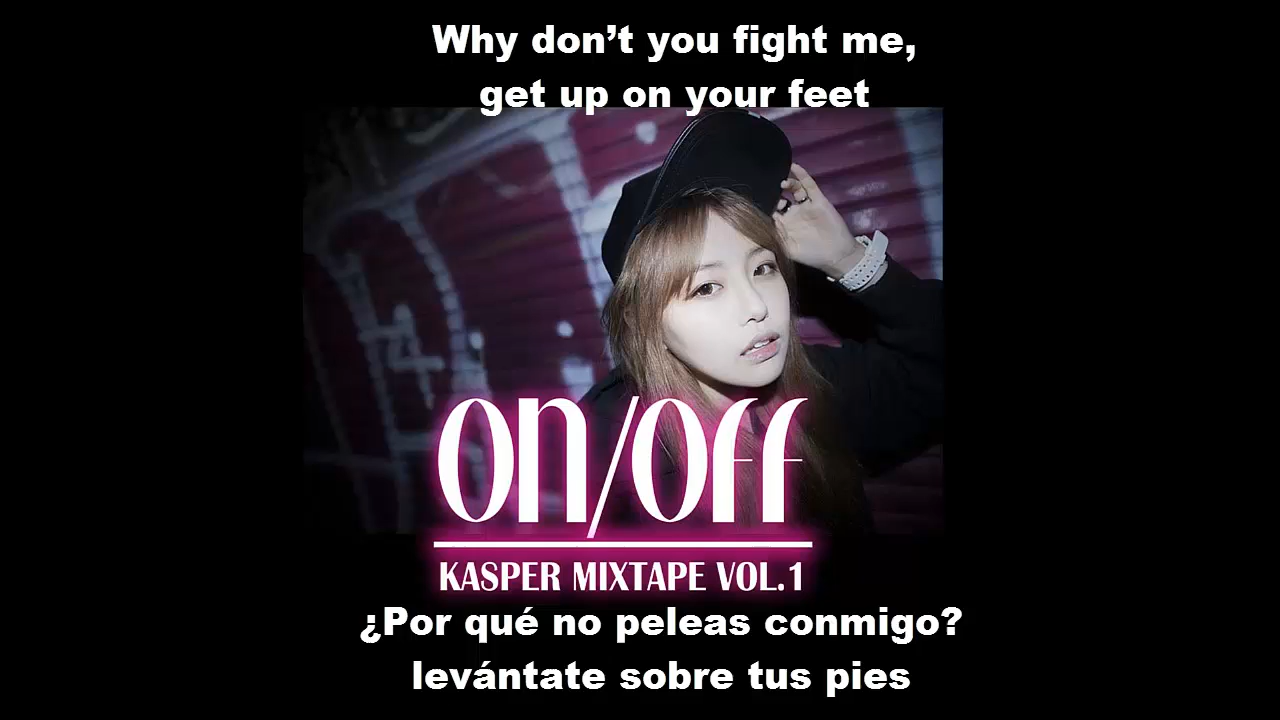 Why don’t you fight me,
get up on your feet
on/off
KASPER MIXTAPE VOL.1
¿Por qué no peleas conmigo?
levántate sobre tus pies